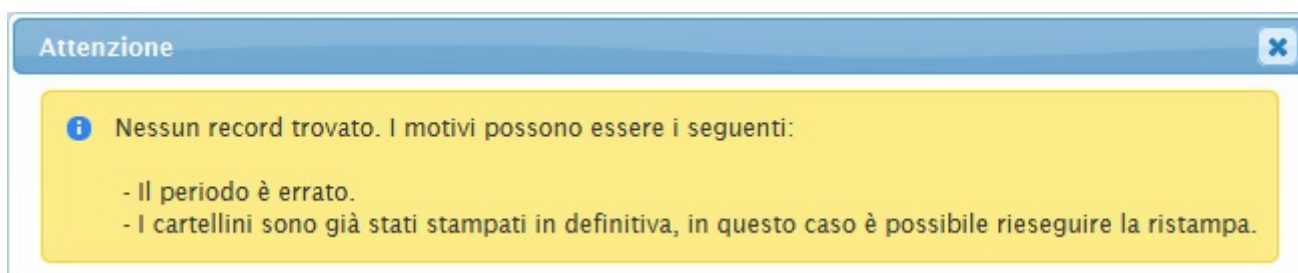 Attenzione
Nessun record trovato. I motivi possono essere i seguenti:
- Il periodo è errato.
- I cartellini sono già stati stampati in definitiva, in questo caso è possibile rieseguire la ristampa.